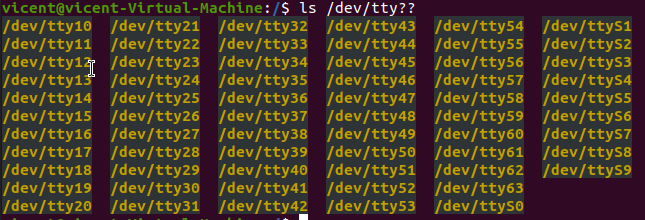 vicent@vicent-Virtual-Machine:/$ ls /dev/tty??
/dev/tty10 /dev/tty21 /dev/tty32 /dev/tty43 /dev/tty54 /dev/ttyS1
/dev/tty11 /dev/tty22 /dev/tty33 /dev/tty44 /dev/tty55 /dev/ttyS2
/dev/tty12 /dev/tty23 /dev/tty34 /dev/tty45 /dev/tty56 /dev/ttyS3
/dev/tty13 /dev/tty24 /dev/tty35 /dev/tty46 /dev/tty57 /dev/ttyS4
/dev/tty14 /dev/tty25 /dev/tty36 /dev/tty47 /dev/tty58 /dev/ttyS5
/dev/tty15 /dev/tty26 /dev/tty37 /dev/tty48 /dev/tty59 /dev/ttyS6
/dev/tty16 /dev/tty27 /dev/tty38 /dev/tty49 /dev/tty60 /dev/ttyS7
/dev/tty17 /dev/tty28 /dev/tty39 /dev/tty50 /dev/tty61 /dev/ttyS8
/dev/tty18 /dev/tty29 /dev/tty40 /dev/tty51 /dev/tty62 /dev/ttyS9
/dev/tty19 /dev/tty30 /dev/tty41 /dev/tty52 /dev/tty63
/dev/tty20 /dev/tty31 /dev/tty42 /dev/tty53 /dev/ttyS0